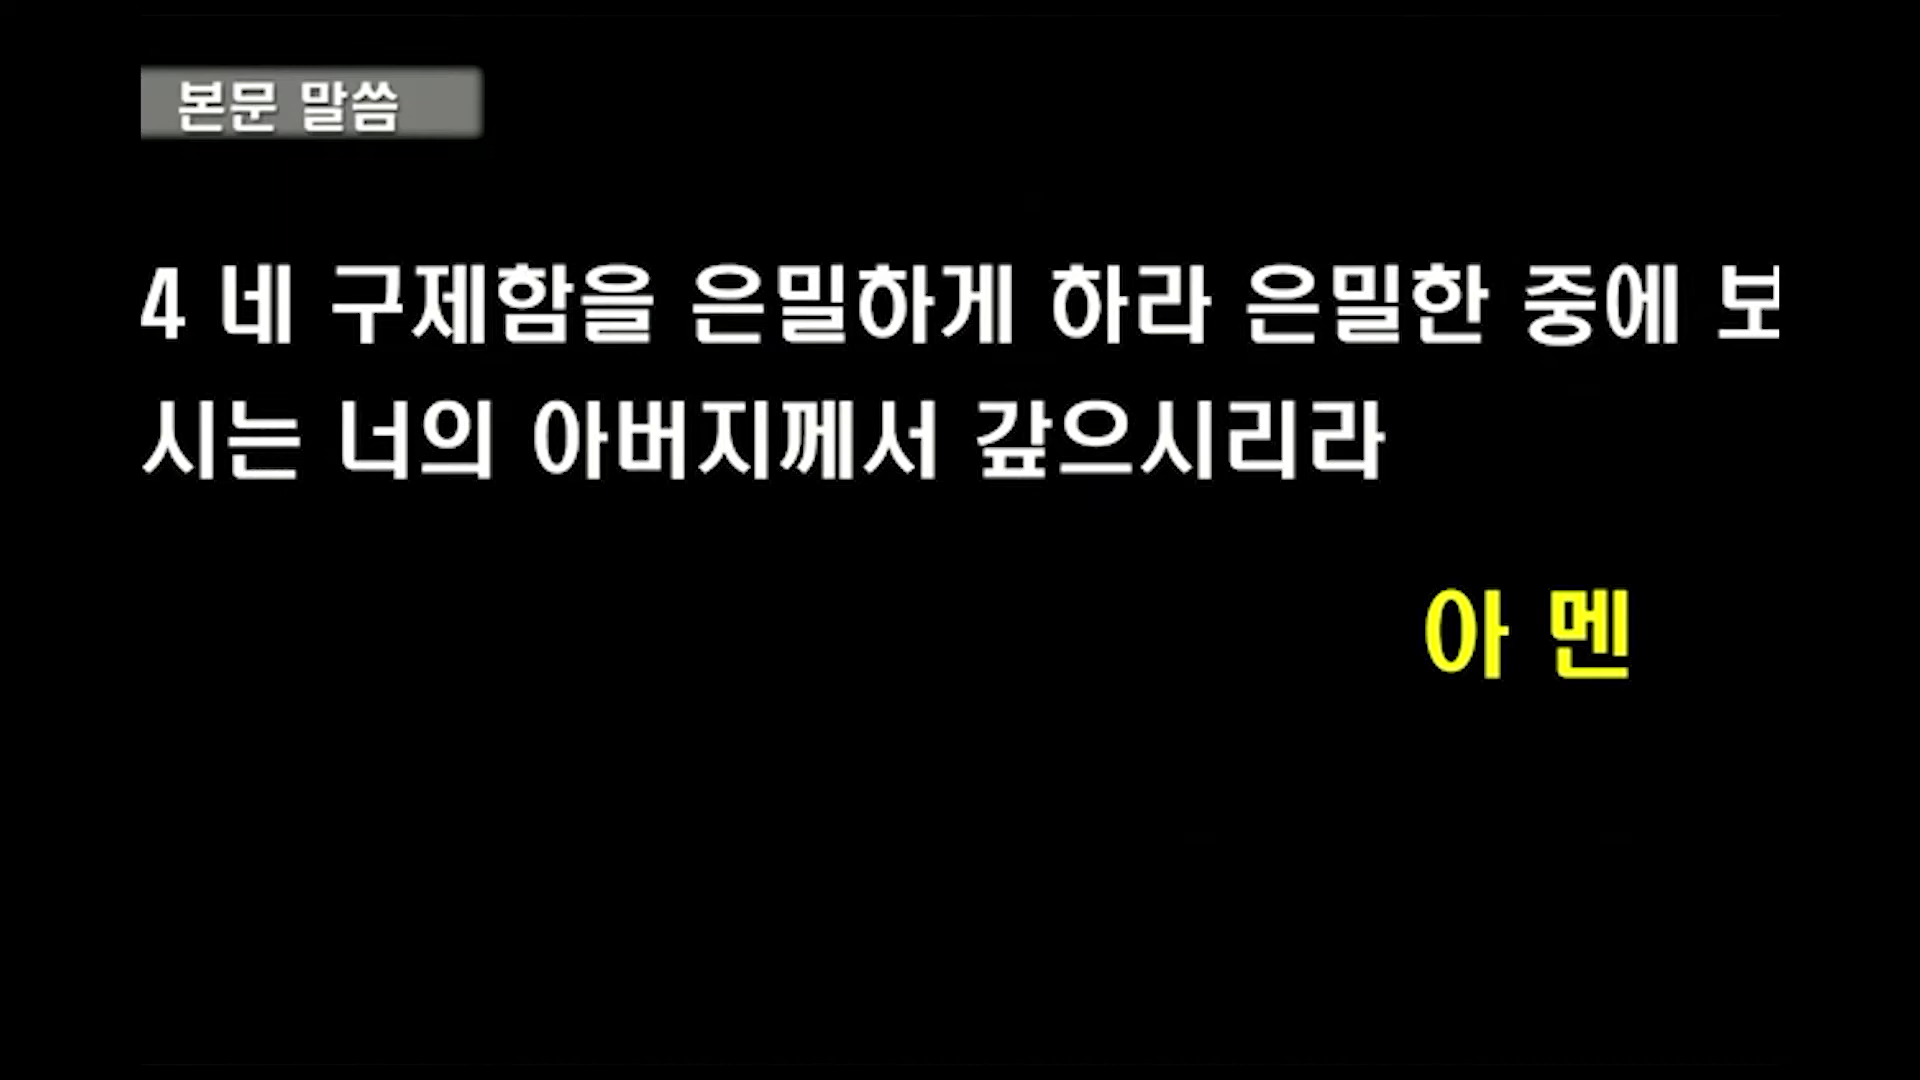 본문 말씀
4 네 구제함을 은밀하게 하라 은밀한 중에 보
시는 너의 아버지께서 갚으시리라
아 멘